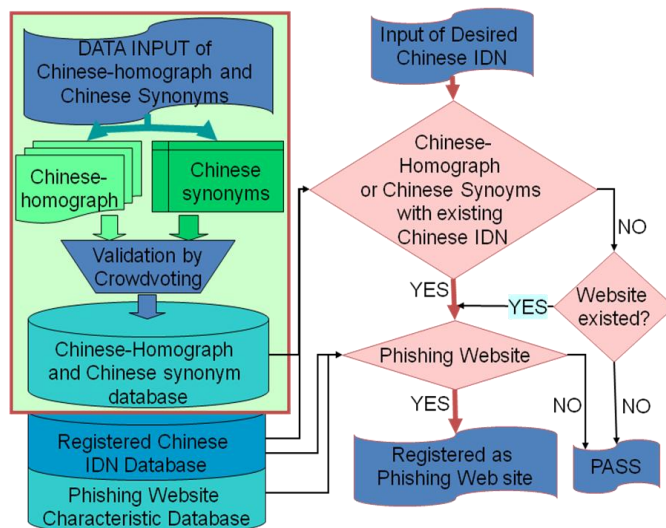 DATA INPUT of
Chinese-homograph and
Chinese Synonyms
Chinese-
homograph
Chinese
synonyms
Validation by
Crowdvoting
Chinese-Homograph
and Chinese synonym
database
Registered Chinese
IDN Database
Phishing Website
Characteristic Database
Input of Desired
Chinese IDN
Chinese-
Homograph
or Chinese Synoyms
with existing
Chinese IDN
NO
YES
YES
Website
existed?
Phishing Website
YES
NO
NO
Registered as
Phishing Web site
PASS